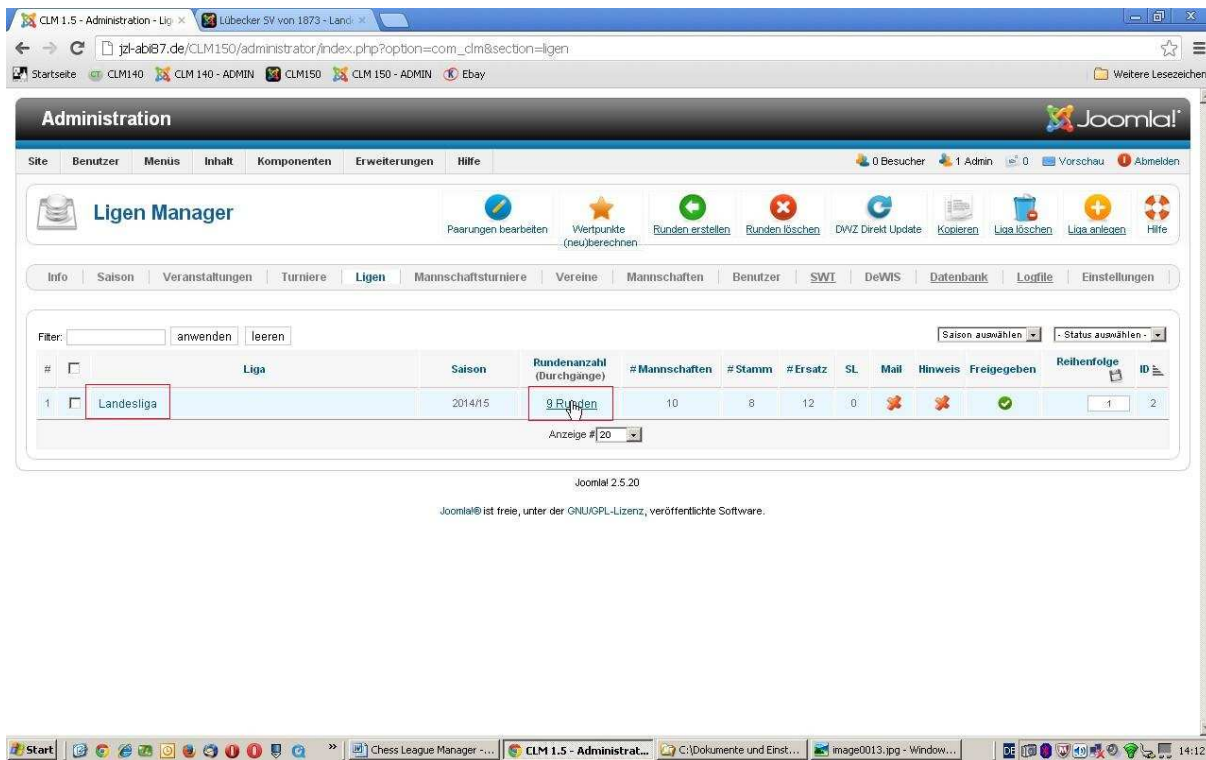 CLM 1.5 - Administration - Lig
Lübecker SV von 1873 - Land
jzl-abi87.de/CLM150/administrator/index.php?option=com_clm&section=ligen
Startseite CLM140 CLM 140 - ADMIN CLM150 CLM 150 - ADMIN Ebay Weitere Lesezeichen
Administration Joomla!
Site Benutzer Menüs Inhalt Komponenten Erweiterungen Hilfe 0 Besucher 1 Admin 0 Vorschau Abmelden
Ligen Manager
Paarungen bearbeiten Wertpunkte Runden erstellen Runden löschen DWZ Direkt Update Kopieren Liga löschen Liga anlegen Hilfe
(neu)berechnen
Info Saison Veranstaltungen Turniere Ligen Mannschaftsturniere Vereine Mannschaften Benutzer SWT DeWIS Datenbank Logfile Einstellungen
Filter: anwenden leeren Saison auswählen - Status auswählen -
# Liga Saison Rundenanzahl # Mannschaften # Stamm # Ersatz SL Mail Hinweis Freigegeben Reihenfolge ID
(Durchgänge)
1 Landesliga 2014/15 9 Runden 10 8 12 0 1 2
Anzeige # 20
Joomla! 2.5.20
Joomla!® ist freie, unter der GNU/GPL-Lizenz, veröffentlichte Software.
Start » Chess League Manager -... CLM 1.5 - Administrat... C:\Dokumente und Einst... image0013.jpg - Window... DE 14:12